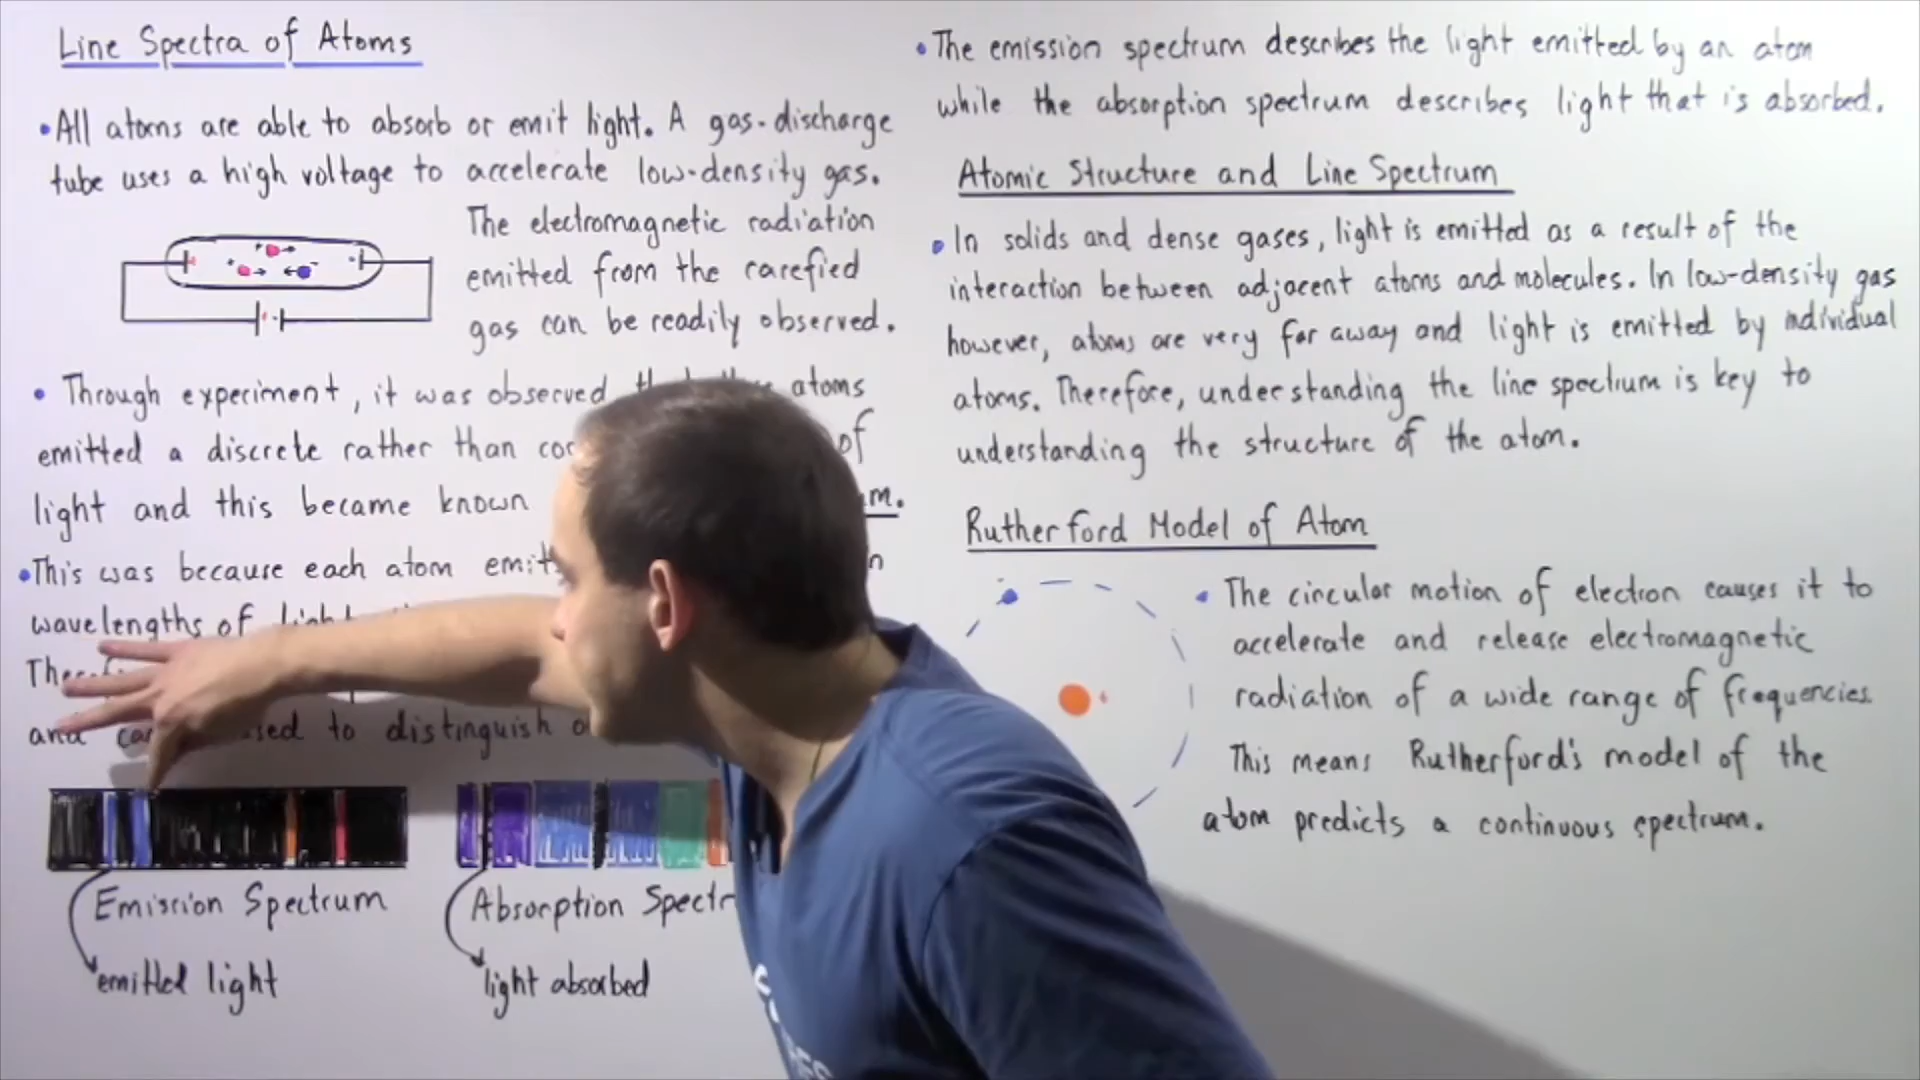 Line Spectra of Atoms
• All atoms are able to absorb or emit light. A gas-discharge
tube uses a high voltage to accelerate low-density gas.
The electromagnetic radiation
emitted from the rarefied
gas can be readily observed.
• Through experiment, it was observed atoms
emitted a discrete rather than of
light and this became known
• This was because each atom
wavelengths of
and used to distinguish
Emission Spectrum
emitted light
Absorption
light absorbed
• The emission spectrum describes the light emitted by an atom
while the absorption spectrum describes light that is absorbed.
Atomic Structure and Line Spectrum
• In solids and dense gases, light is emitted as a result of the
interaction between adjacent atoms and molecules. In low-density gas
however, atoms are very far away and light is emitted by individual
atoms. Therefore, understanding the line spectrum is key to
understanding the structure of the atom.
Rutherford Model of Atom
• The circular motion of electron causes it to
accelerate and release electromagnetic
radiation of a wide range of frequencies.
This means Rutherford's model of the
atom predicts a continuous spectrum.